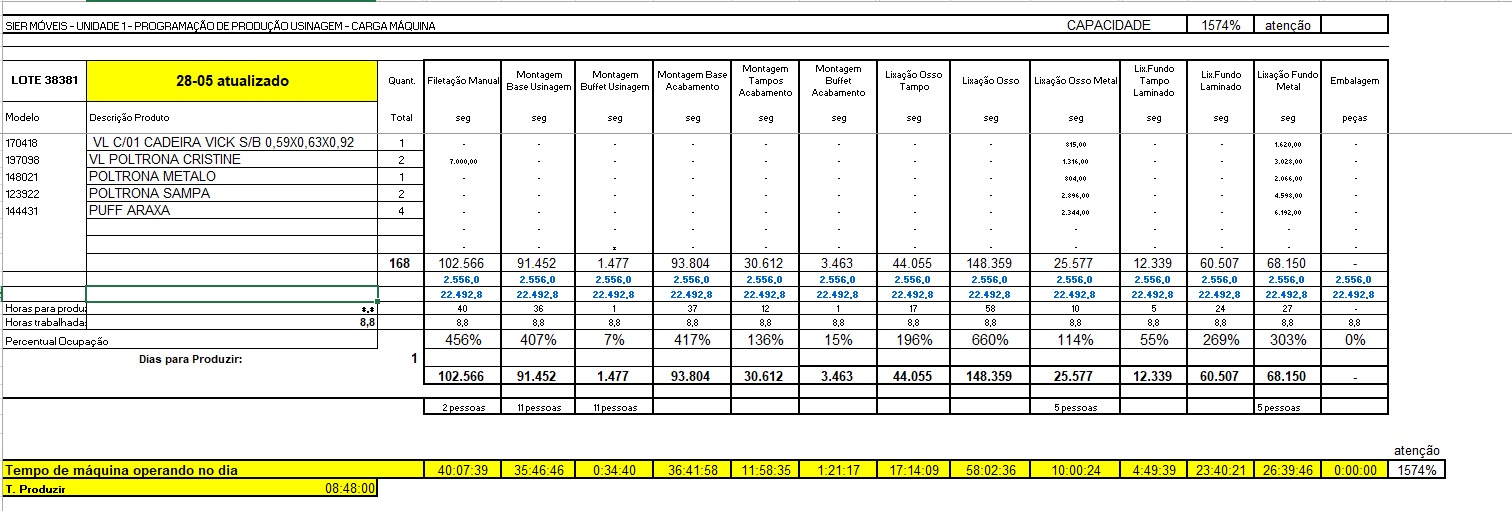 SIER MÓVEIS - UNIDADE 1 - PROGRAMAÇÃO DE PRODUÇÃO USINAGEM - CARGA MÁQUINA CAPACIDADE 1574% atenção
LOTE 38381 28-05 atualizado Quant. Filetação Manual Montagem Base Usinagem Montagem Buffet Usinagem Montagem Base Acabamento Montagem Tampos Acabamento Montagem Buffet Acabamento Lixação Osso Tampo Lixação Osso Lixação Osso Metal Lix.Fundo Tampo Laminado Lix.Fundo Laminado Lixação Fundo Metal Embalagem
Modelo Descrição Produto Total seg seg seg seg seg seg seg seg seg seg seg seg peças
170418 VL C/01 CADEIRA VICK S/B 0,59X0,63X0,92 1 - - - - - - - - 815,00 - - 1.620,00 -
197098 VL POLTRONA CRISTINE 2 7.000,00 - - - - - - - 1.316,00 - - 3.028,00 -
148021 POLTRONA METALO 1 - - - - - - - - 804,00 - - 2.066,00 -
123922 POLTRONA SAMPA 2 - - - - - - - - 2.896,00 - - 4.598,00 -
144431 PUFF ARAXA 4 - - - - - - - - 2.344,00 - - 6.192,00 -
- - - - - - - - - - - - -
- - - - - - - - - - - -
168 102.566 91.452 1.477 93.804 30.612 3.463 44.055 148.359 25.577 12.339 60.507 68.150 -
2.556,0 2.556,0 2.556,0 2.556,0 2.556,0 2.556,0 2.556,0 2.556,0 2.556,0 2.556,0 2.556,0 2.556,0 2.556,0
22.492,8 22.492,8 22.492,8 22.492,8 22.492,8 22.492,8 22.492,8 22.492,8 22.492,8 22.492,8 22.492,8 22.492,8 22.492,8
Horas para produ 40 36 1 37 12 1 17 58 10 5 24 27 -
Horas trabalhadas 8,8 8,8 8,8 8,8 8,8 8,8 8,8 8,8 8,8 8,8 8,8 8,8 8,8 8,8
Percentual Ocupação 456% 407% 7% 417% 136% 15% 196% 660% 114% 55% 269% 303% 0%
Dias para Produzir: 1
102.566 91.452 1.477 93.804 30.612 3.463 44.055 148.359 25.577 12.339 60.507 68.150 -
2 pessoas 11 pessoas 11 pessoas 5 pessoas 5 pessoas
atenção
Tempo de máquina operando no dia 40:07:39 35:46:46 0:34:40 36:41:58 11:58:35 1:21:17 17:14:09 58:02:36 10:00:24 4:49:39 23:40:21 26:39:46 0:00:00 1574%
T. Produzir 08:48:00